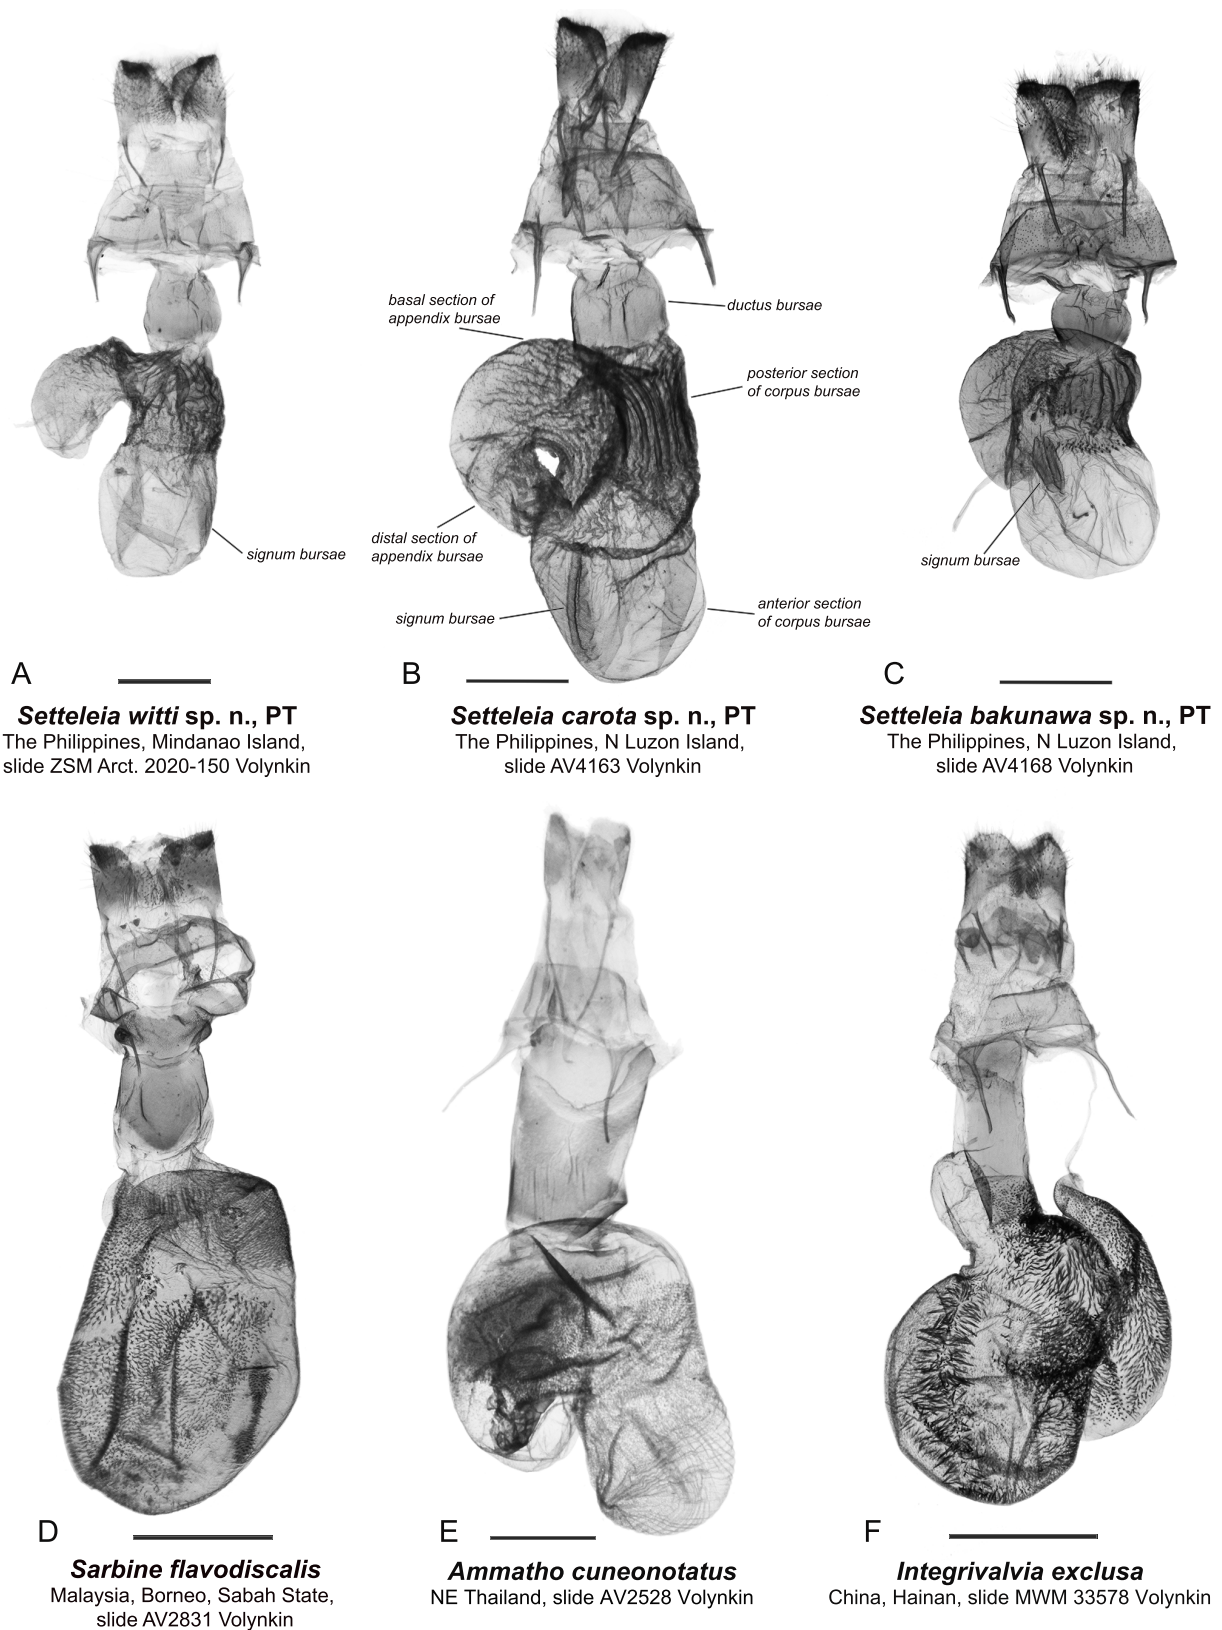 basal section of
appendix bursae
ductus bursae
posterior section
of corpus bursae
distal section of
appendix bursae
signum bursae
signum bursae
anterior section
of corpus bursae
signum bursae
A
Setteleia witti sp. n., PT
The Philippines, Mindanao Island,
slide ZSM Arct. 2020-150 Volynkin
B
Setteleia carota sp. n., PT
The Philippines, N Luzon Island,
slide AV4163 Volynkin
C
Setteleia bakunawa sp. n., PT
The Philippines, N Luzon Island,
slide AV4168 Volynkin
D
Sarbine flavodiscalis
Malaysia, Borneo, Sabah State,
slide AV2831 Volynkin
E
Ammatho cuneonotatus
NE Thailand, slide AV2528 Volynkin
F
Integrivalvia exclusa
China, Hainan, slide MWM 33578 Volynkin